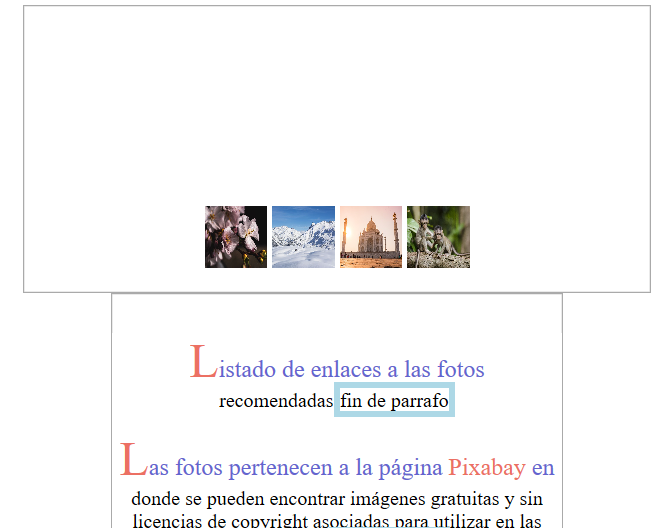 Listado de enlaces a las fotos
recomendadas fin de parrafo
Las fotos pertenecen a la página Pixabay en
donde se pueden encontrar imágenes gratuitas y sin
licencias de copyright asociadas para utilizar en las